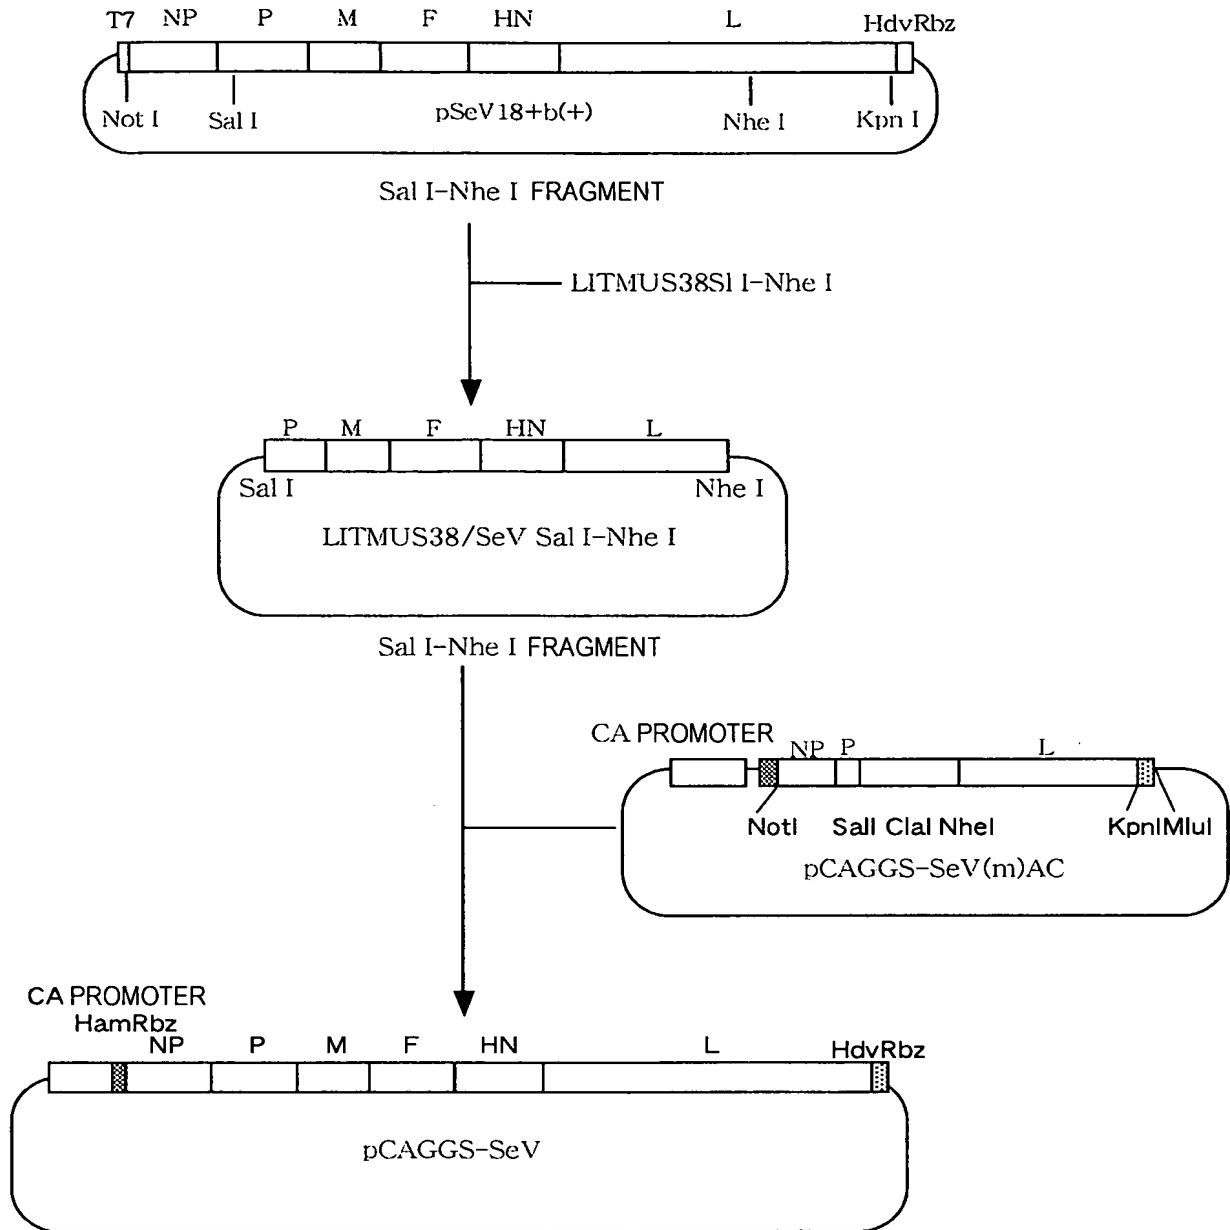 T7 NP P M F HN L HdvRbz
Not I Sal I pSeV18+b(+) Nhe I Kpn I
Sal I-Nhe I FRAGMENT
LITMUS38Sl I-Nhe I
P M F HN L
Sal I Nhe I
LITMUS38/SeV Sal I-Nhe I
Sal I-Nhe I FRAGMENT
CA PROMOTER
NP P L
NotI SalI ClaI NheI KpnIMluI
pCAGGS-SeV(m)AC
CA PROMOTER
HamRbz
NP P M F HN L HdvRbz
pCAGGS-SeV